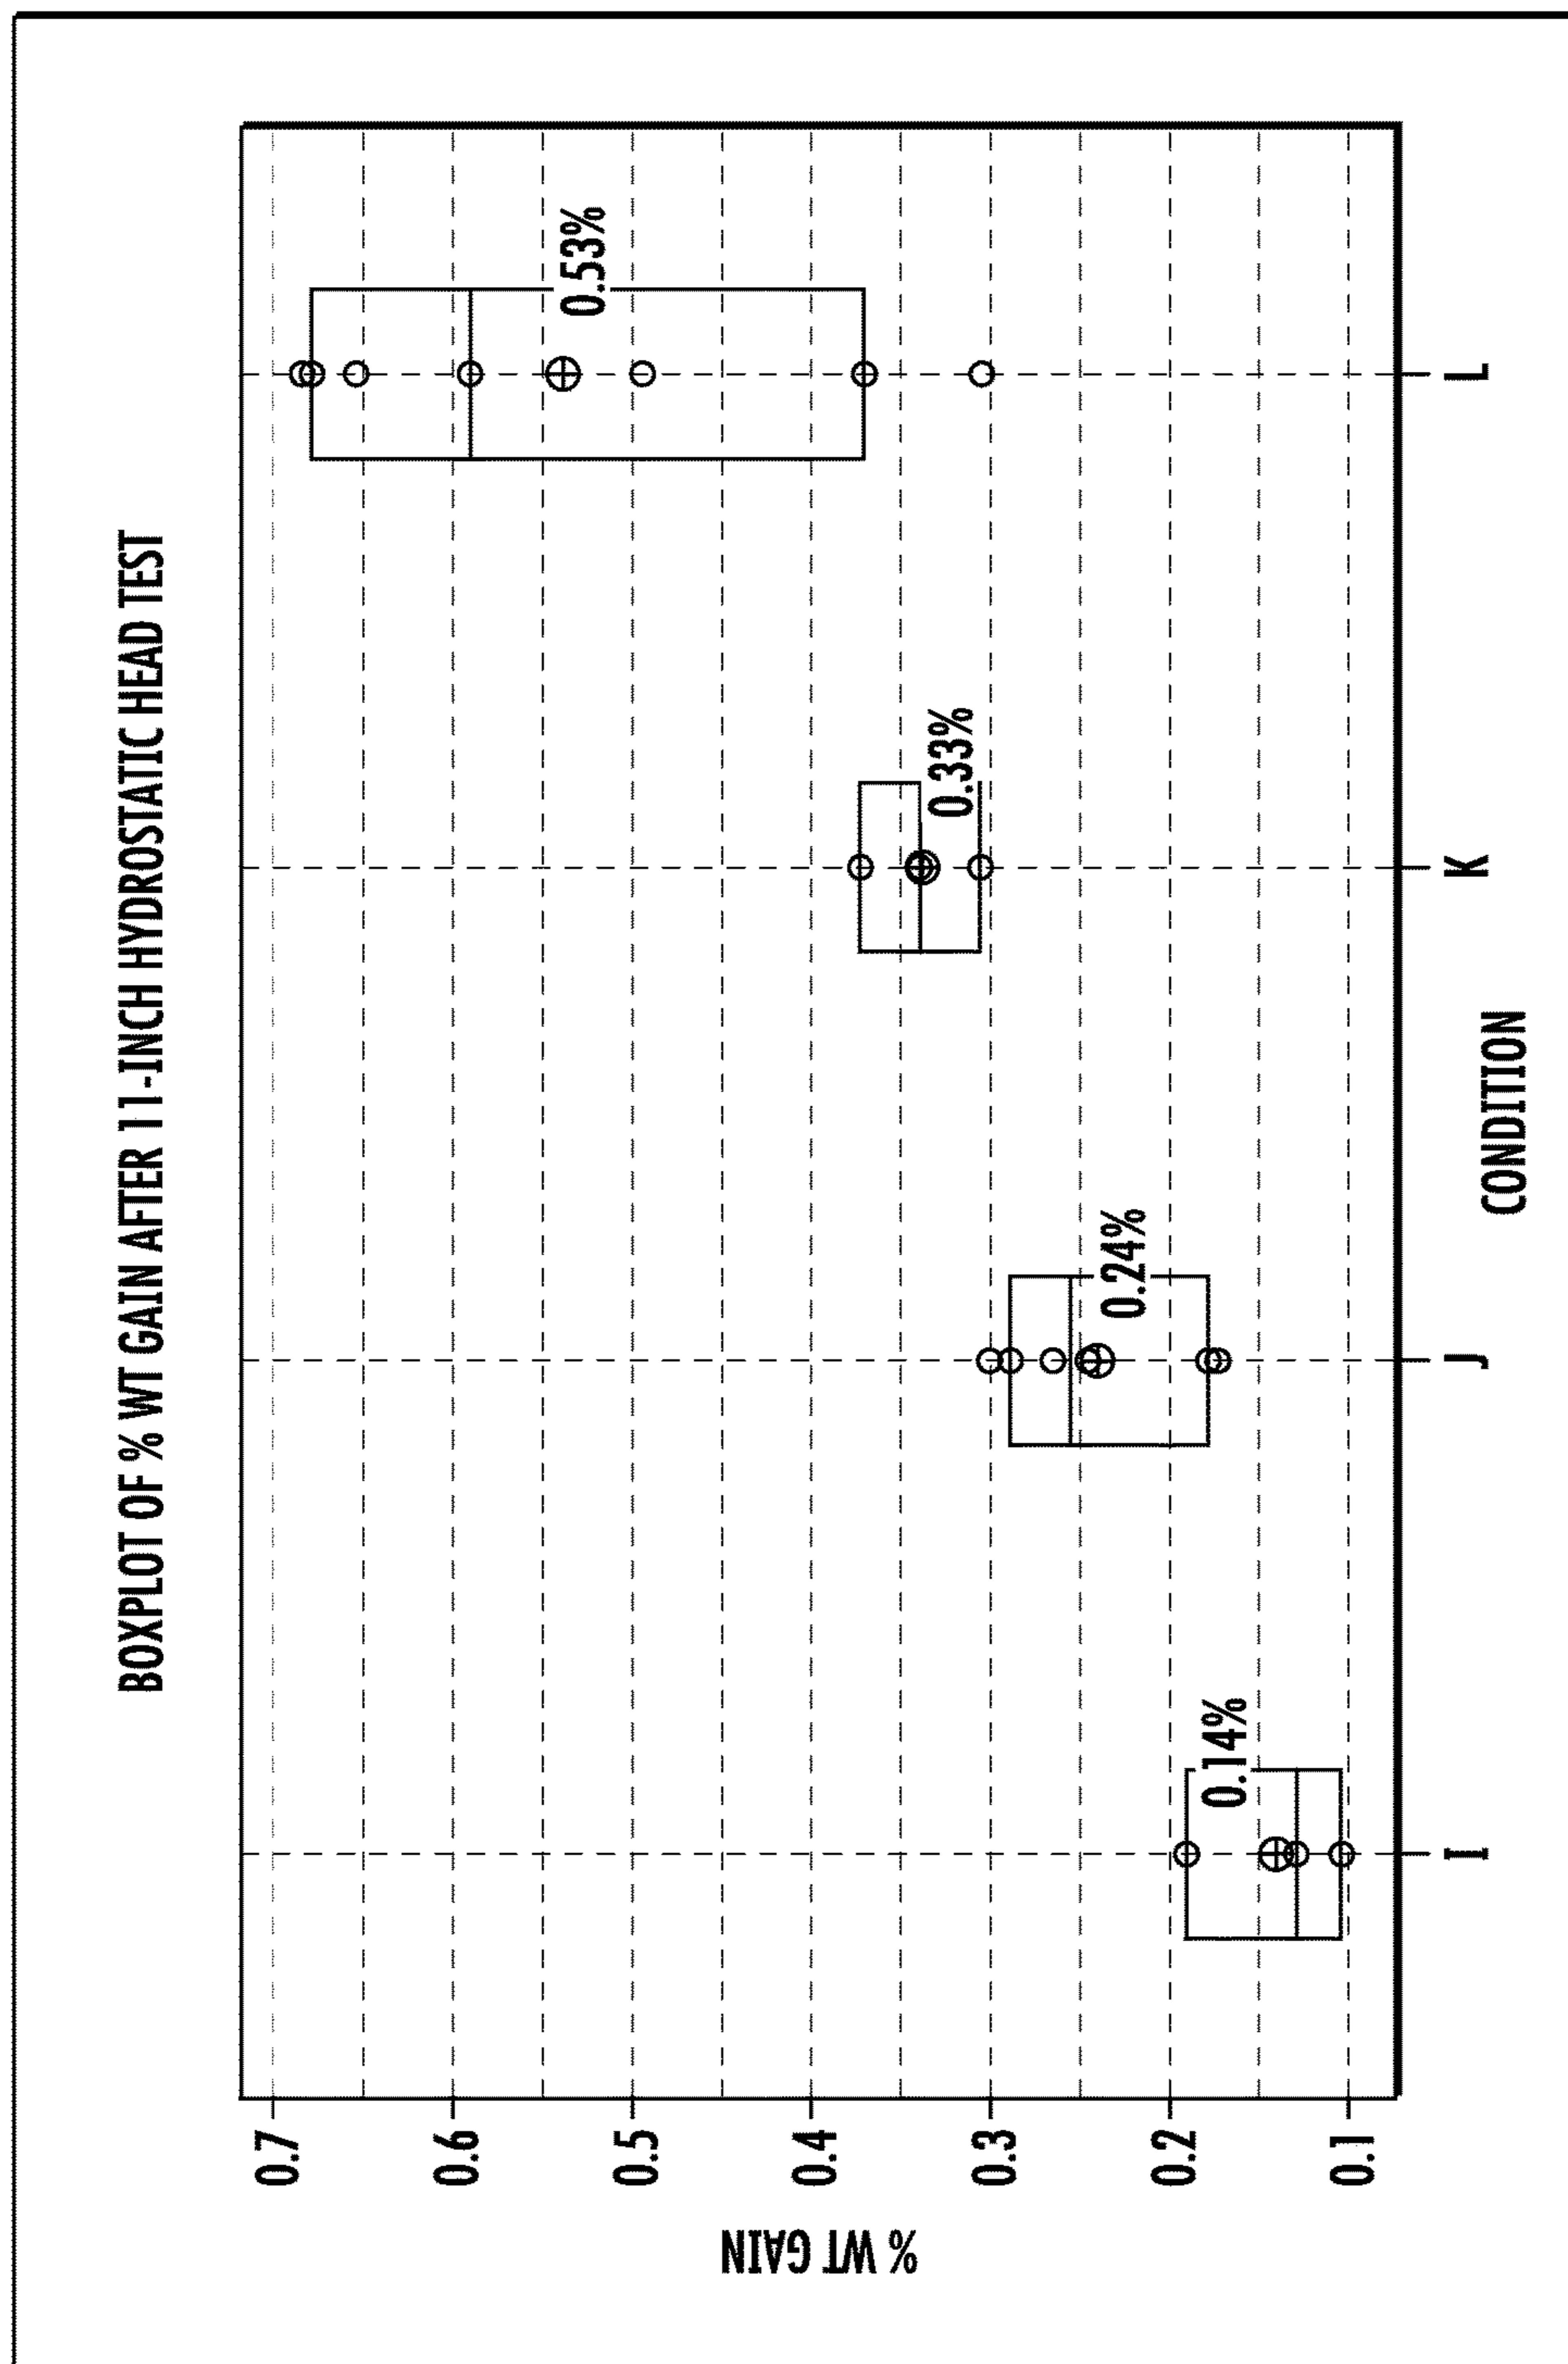 BOXPLOT OF % WT GAIN AFTER 11-INCH HYDROSTATIC HEAD TEST
% WT GAIN
0.7
0.6
0.5
0.4
0.3
0.2
0.1
0.14%
0.24%
0.33%
0.53%
I
J
K
L
CONDITION